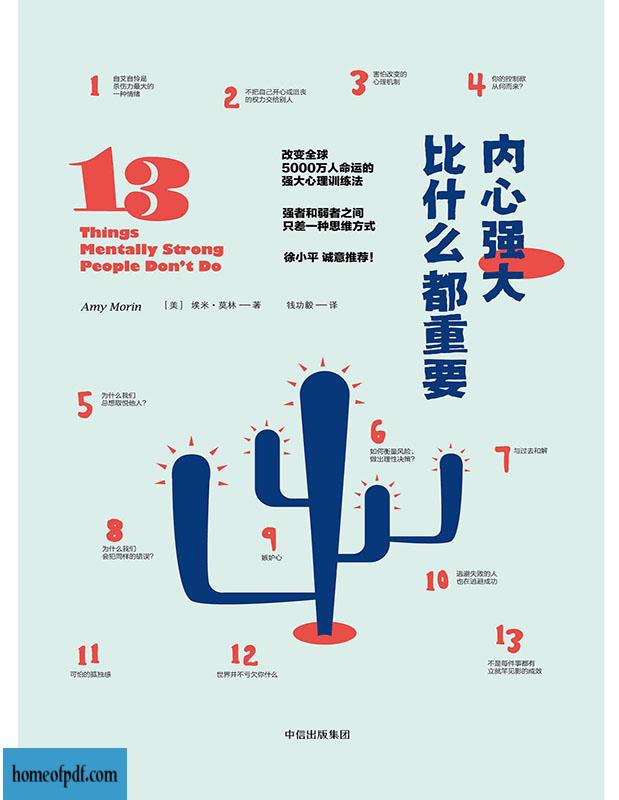 1
自艾自怜是
杀伤力最大的
一种情绪
2
不把自己开心或沮丧
的权力交给别人
3
害怕改变的
心理机制
4
你的控制欲
从何而来?
13
Things
Mentally Strong
People Don't Do
改变全球
5000万人命运的
强大心理训练法
强者和弱者之间
只差一种思维方式
徐小平 诚意推荐!
内心强大
比什么都重要
Amy Morin
[美] 埃米·莫林—著
钱功毅—译
5
为什么我们
总想取悦他人?
6
如何衡量风险,
做出理性决策?
7
与过去和解
8
为什么我们
会犯同样的错误?
9
嫉妒心
10
逃避失败的人
也在逃避成功
11
可怕的孤独感
12
世界并不亏欠你什么
13
不是每件事都有
立竿见影的成效
中信出版集团
homeofpdf.com